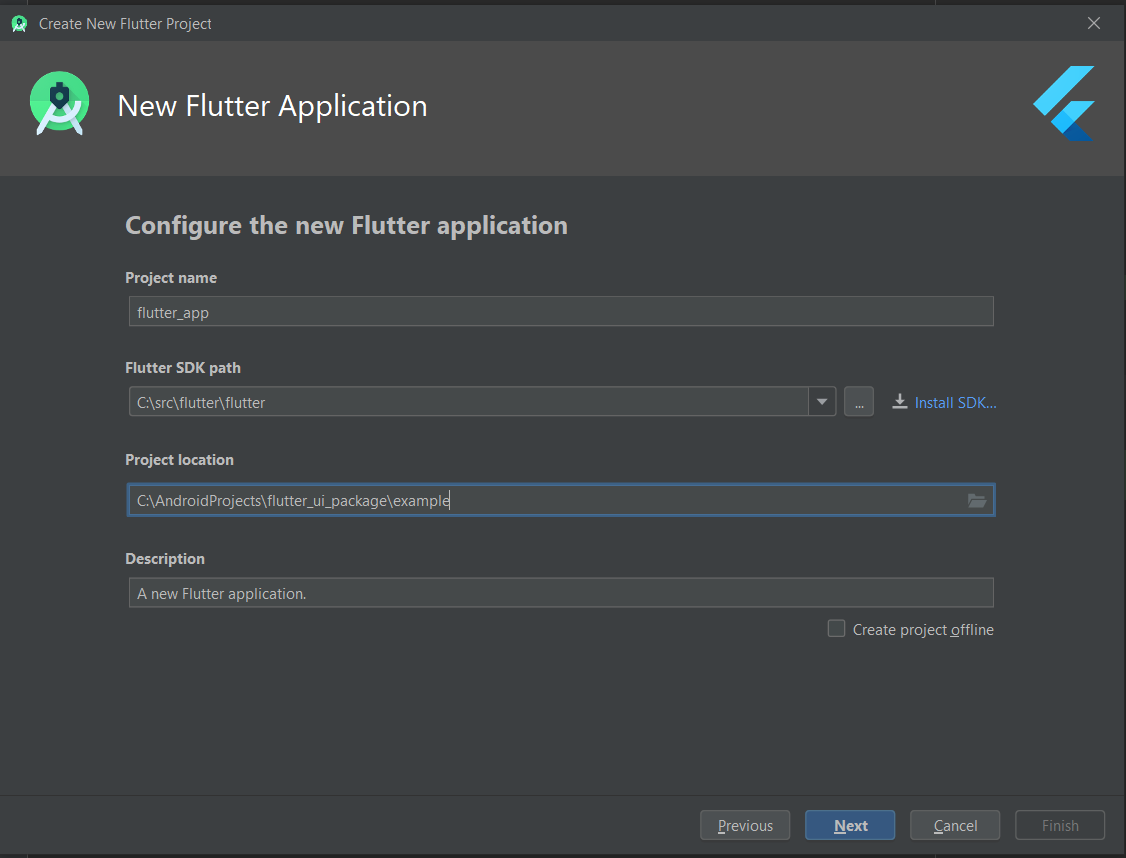 Create New Flutter Project
New Flutter Application
Configure the new Flutter application
Project name
flutter_app
Flutter SDK path
C:\src\flutter\flutter
...
Install SDK...
Project location
C:\AndroidProjects\flutter_ui_package\example
Description
A new Flutter application.
Create project offline
Previous
Next
Cancel
Finish